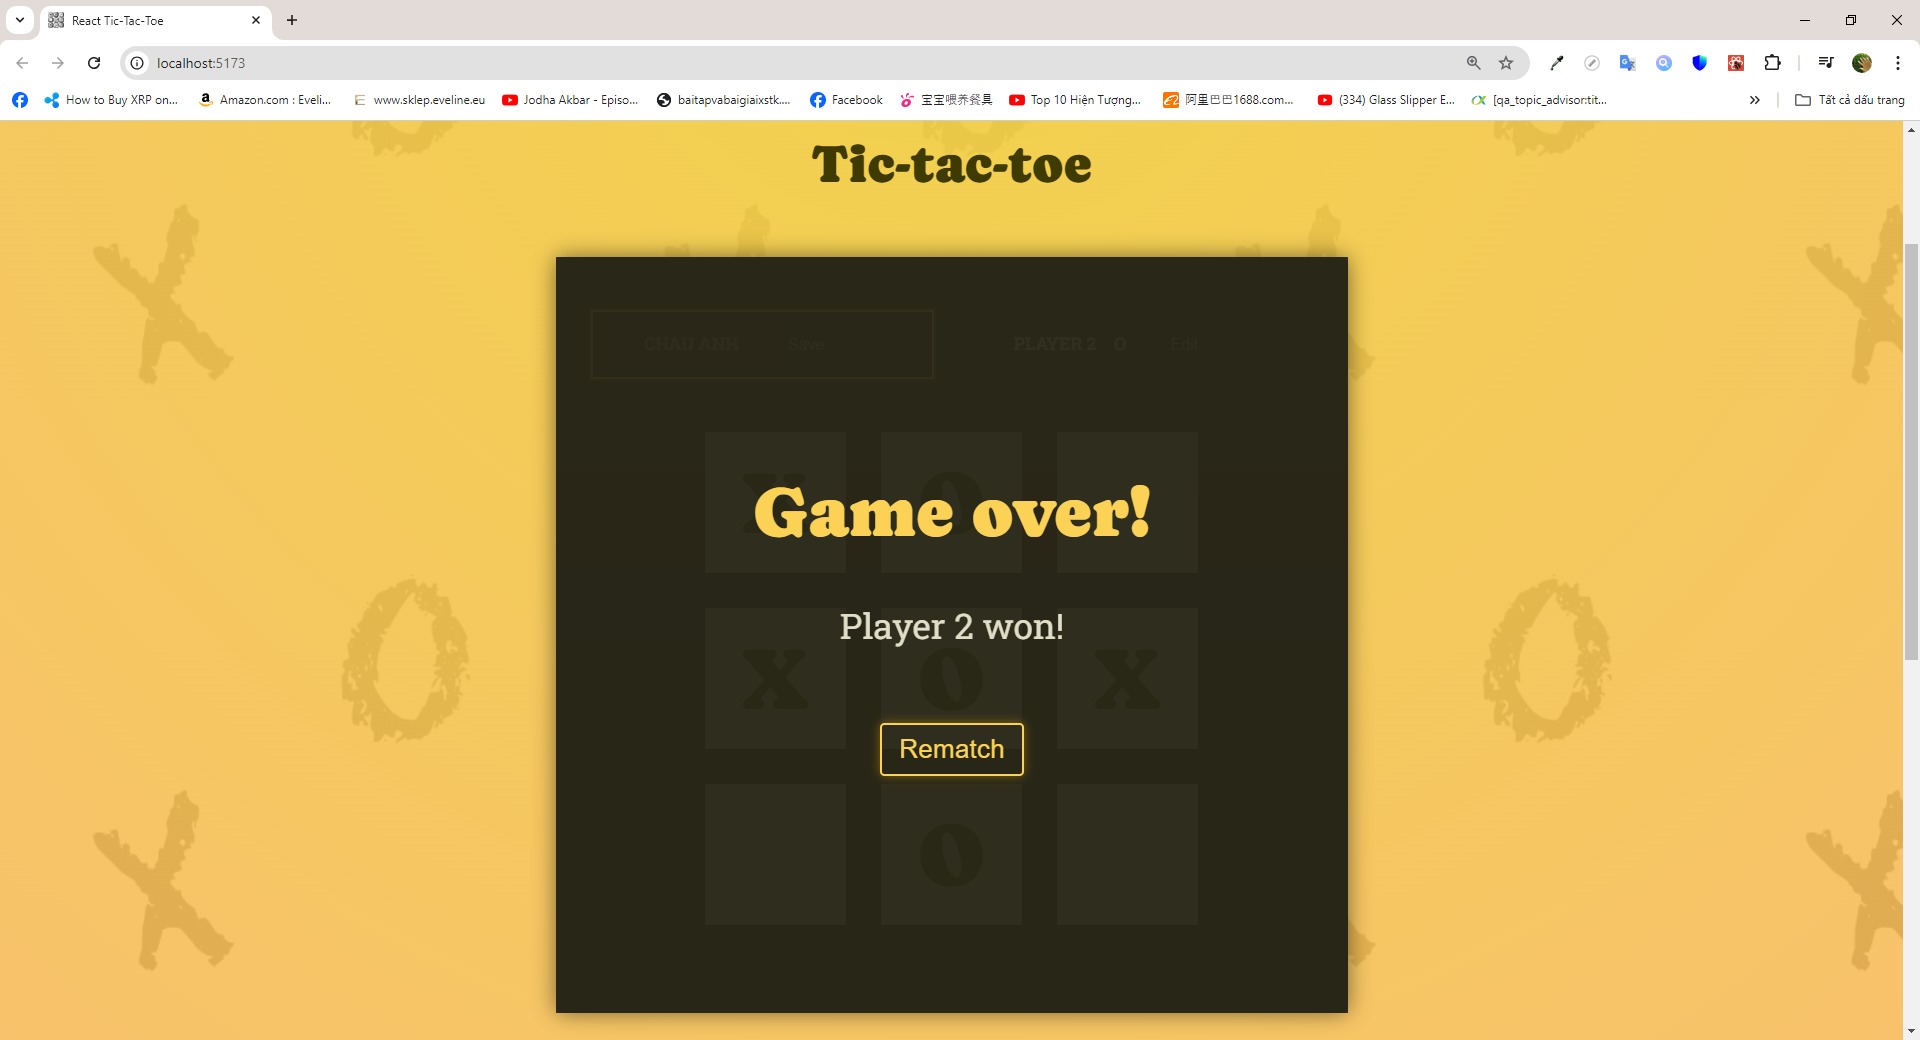 React Tic-Tac-Toe
localhost:5173
How to Buy XRP on...
Amazon.com : Eveli...
www.sklep.eveline.eu
Jodha Akbar - Episo...
baitapvabaigiaixstk....
Facebook
宝宝喂养餐具
Top 10 Hiện Tượng...
阿里巴巴1688.com...
(334) Glass Slipper E...
[qa_topic_advisor:tit...
Tất cả dấu trang
Tic-tac-toe
CHAU ANH Save PLAYER 2 O Edit
X O
Game over!
Player 2 won!
X O X
Rematch
O